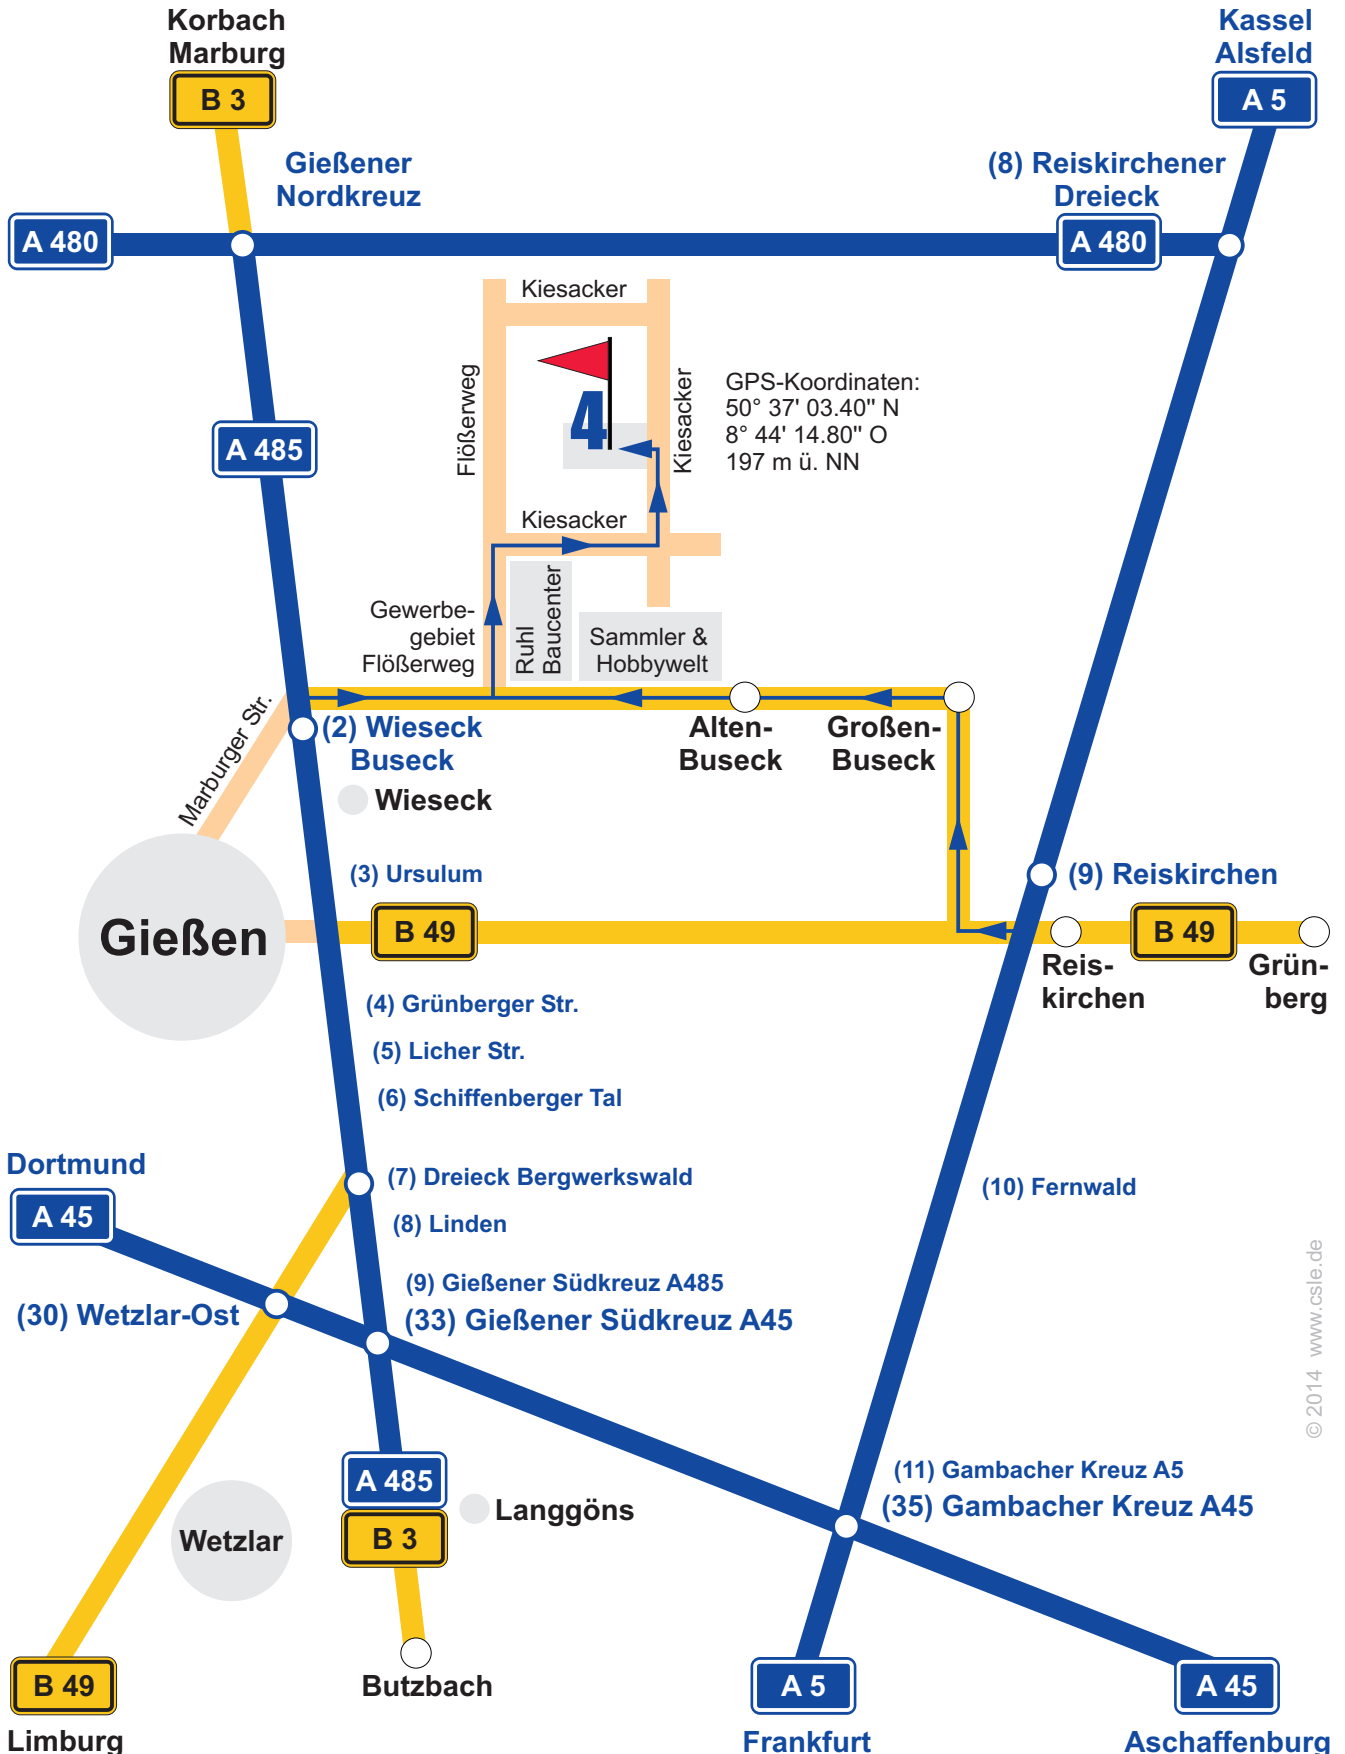 Korbach
Marburg
B 3
Kassel
Alsfeld
A 5
Gießener
Nordkreuz
(8) Reiskirchener
Dreieck
A 480
A 480
Kiesacker
Flößerweg
4
Kiesacker
GPS-Koordinaten:
50° 37' 03.40" N
8° 44' 14.80" O
197 m ü. NN
A 485
Kiesacker
Gewerbe-
gebiet
Flößerweg
Ruhl
Baucenter
Sammler &
Hobbywelt
Marburger Str.
(2) Wieseck
Buseck
Alten-
Buseck
Großen-
Buseck
Wieseck
(3) Ursulum
(9) Reiskirchen
Gießen
B 49
B 49
Reis-
kirchen
Grün-
berg
(4) Grünberger Str.
(5) Licher Str.
(6) Schiffenberger Tal
Dortmund
A 45
(7) Dreieck Bergwerkswald
(10) Fernwald
(8) Linden
(9) Gießener Südkreuz A485
(30) Wetzlar-Ost
(33) Gießener Südkreuz A45
© 2014 www.csle.de
A 485
B 3
Langgöns
Wetzlar
(11) Gambacher Kreuz A5
(35) Gambacher Kreuz A45
B 49
Limburg
Butzbach
A 5
Frankfurt
A 45
Aschaffenburg